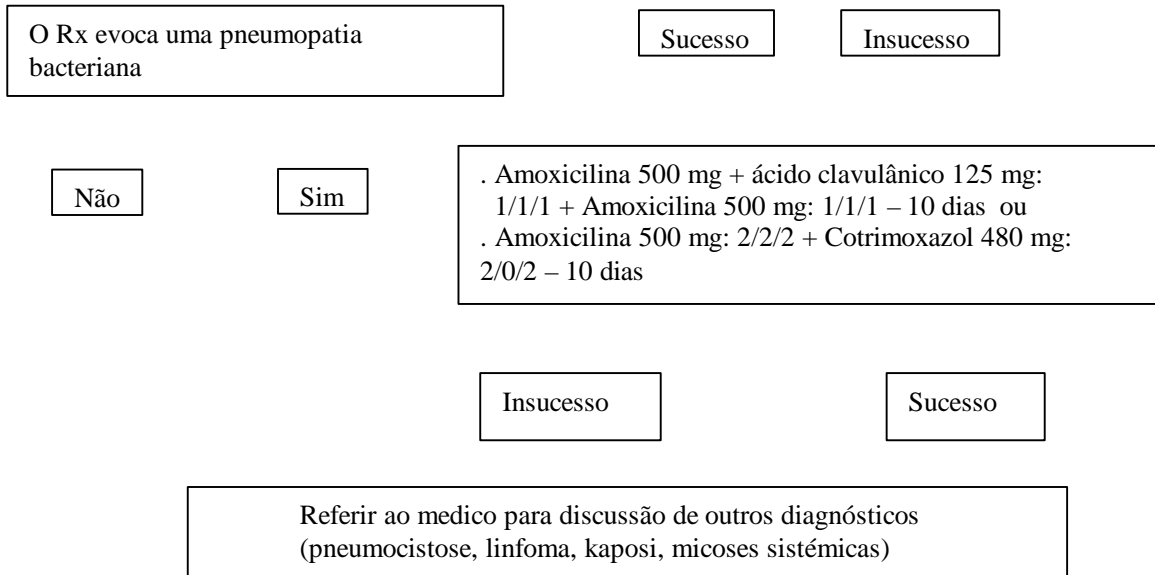 O Rx evoca uma pneumopatia
bacteriana
Sucesso
Insucesso
Não
Sim
. Amoxicilina 500 mg + ácido clavulânico 125 mg:
1/1/1 + Amoxicilina 500 mg: 1/1/1 – 10 dias ou
. Amoxicilina 500 mg: 2/2/2 + Cotrimoxazol 480 mg:
2/0/2 – 10 dias
Insucesso
Sucesso
Referir ao medico para discussão de outros diagnósticos
(pneumocistose, linfoma, kaposi, micoses sistémicas)